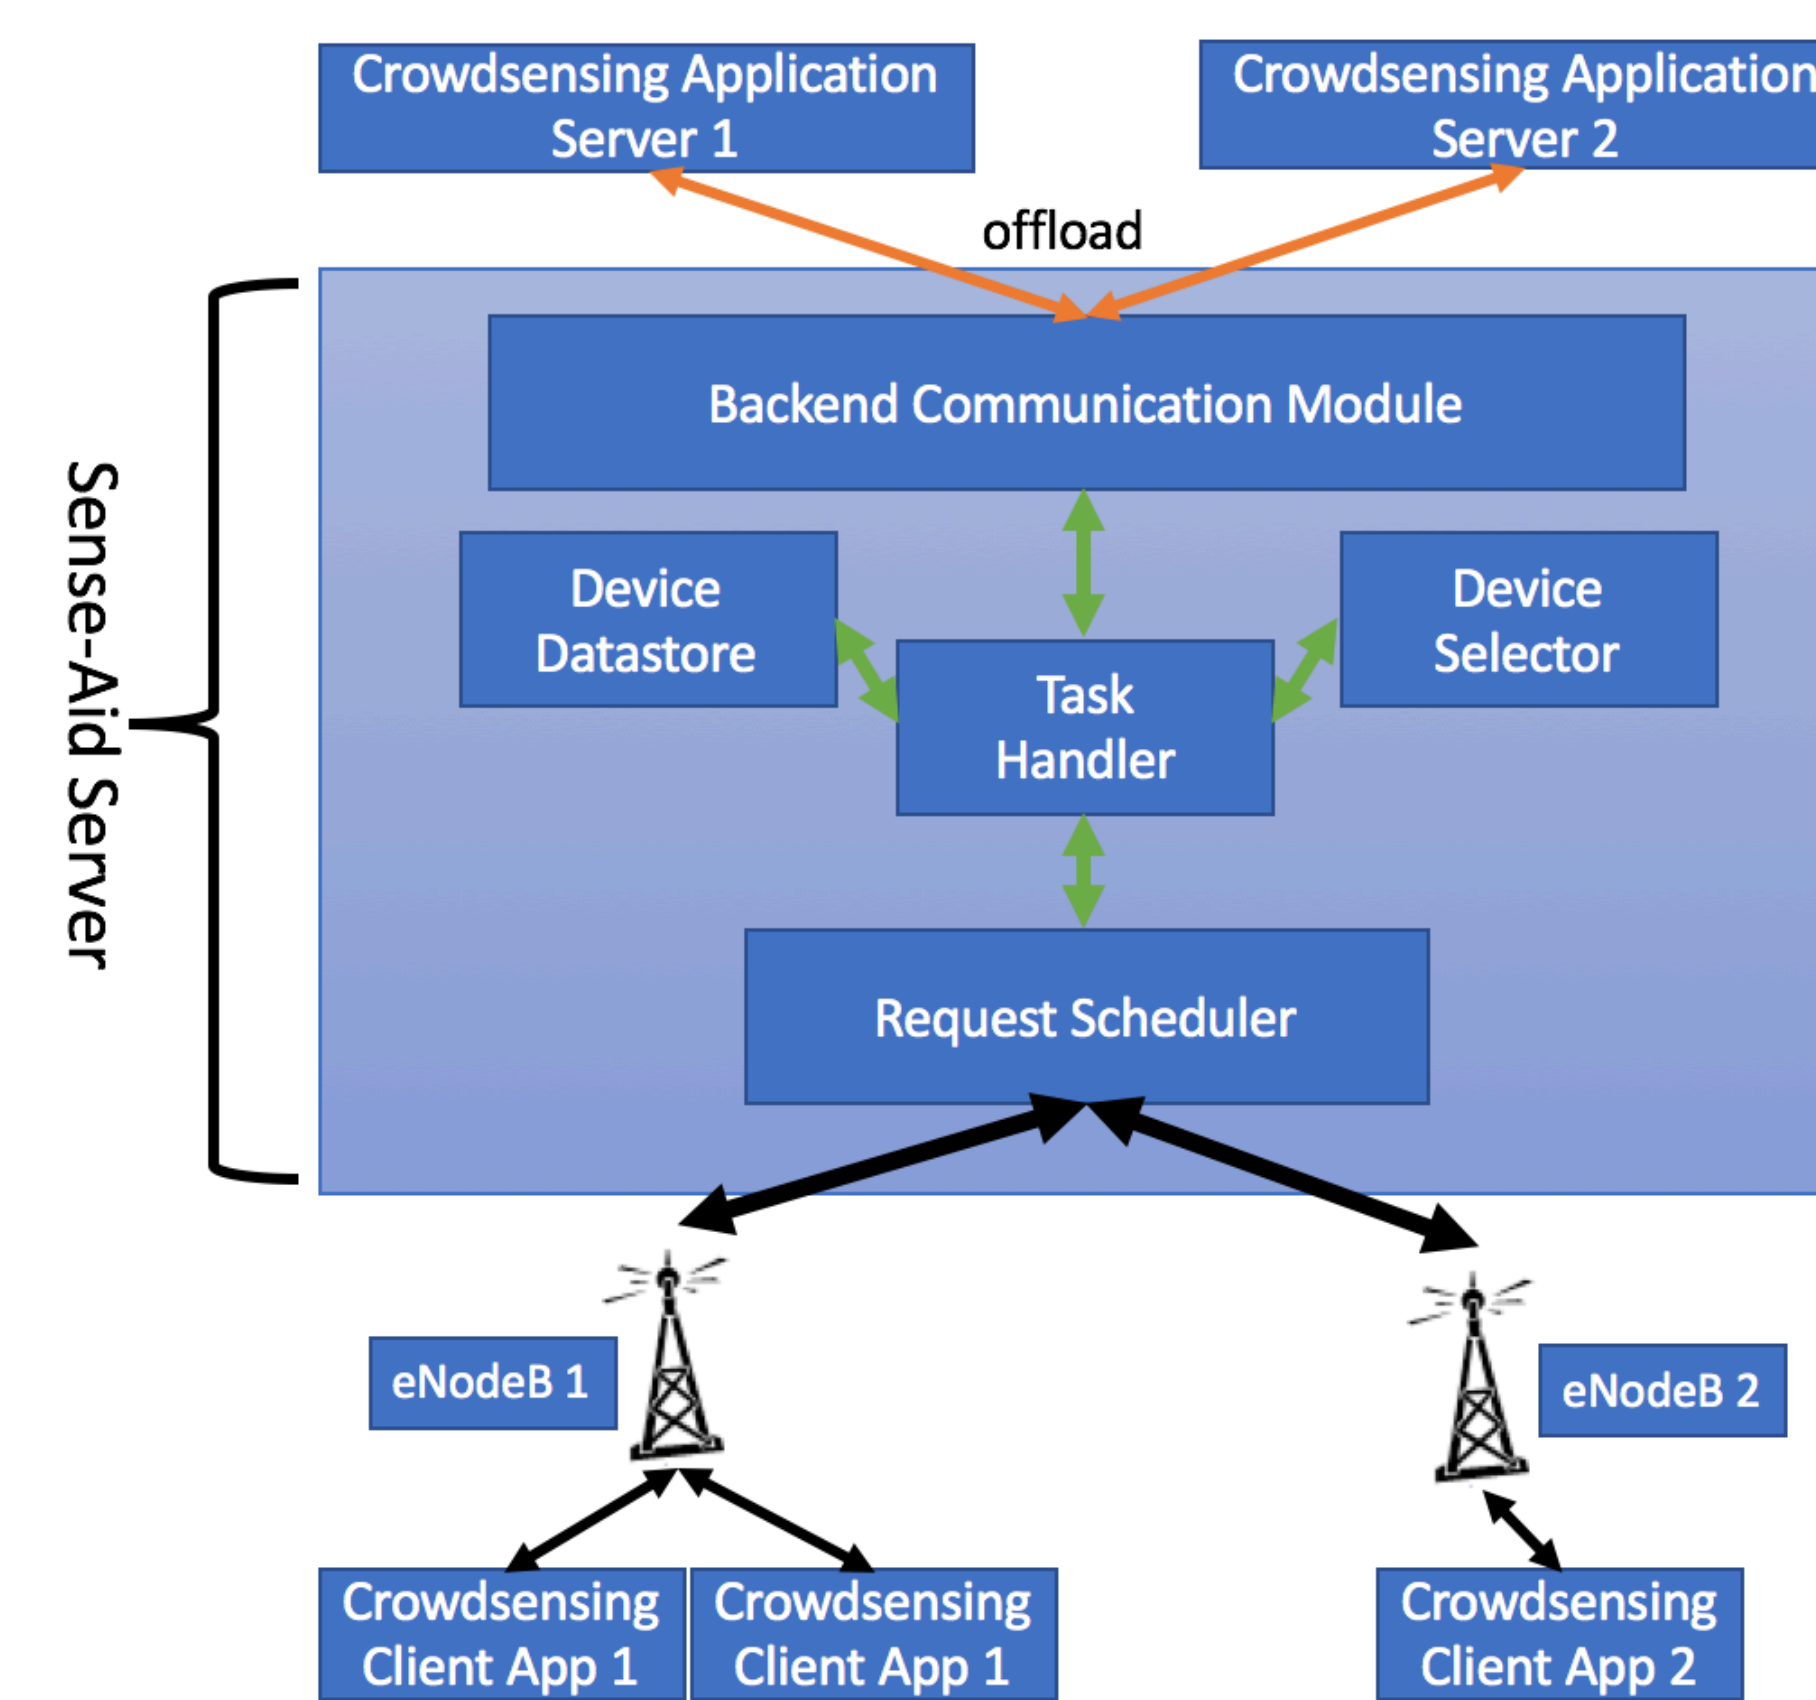 Crowdsensing Application
Server 1
Crowdsensing Application
Server 2
offload
Sense-Aid Server
Backend Communication Module
Device
Datastore
Device
Selector
Task
Handler
Request Scheduler
eNodeB 1
eNodeB 2
Crowdsensing
Client App 1
Crowdsensing
Client App 1
Crowdsensing
Client App 2